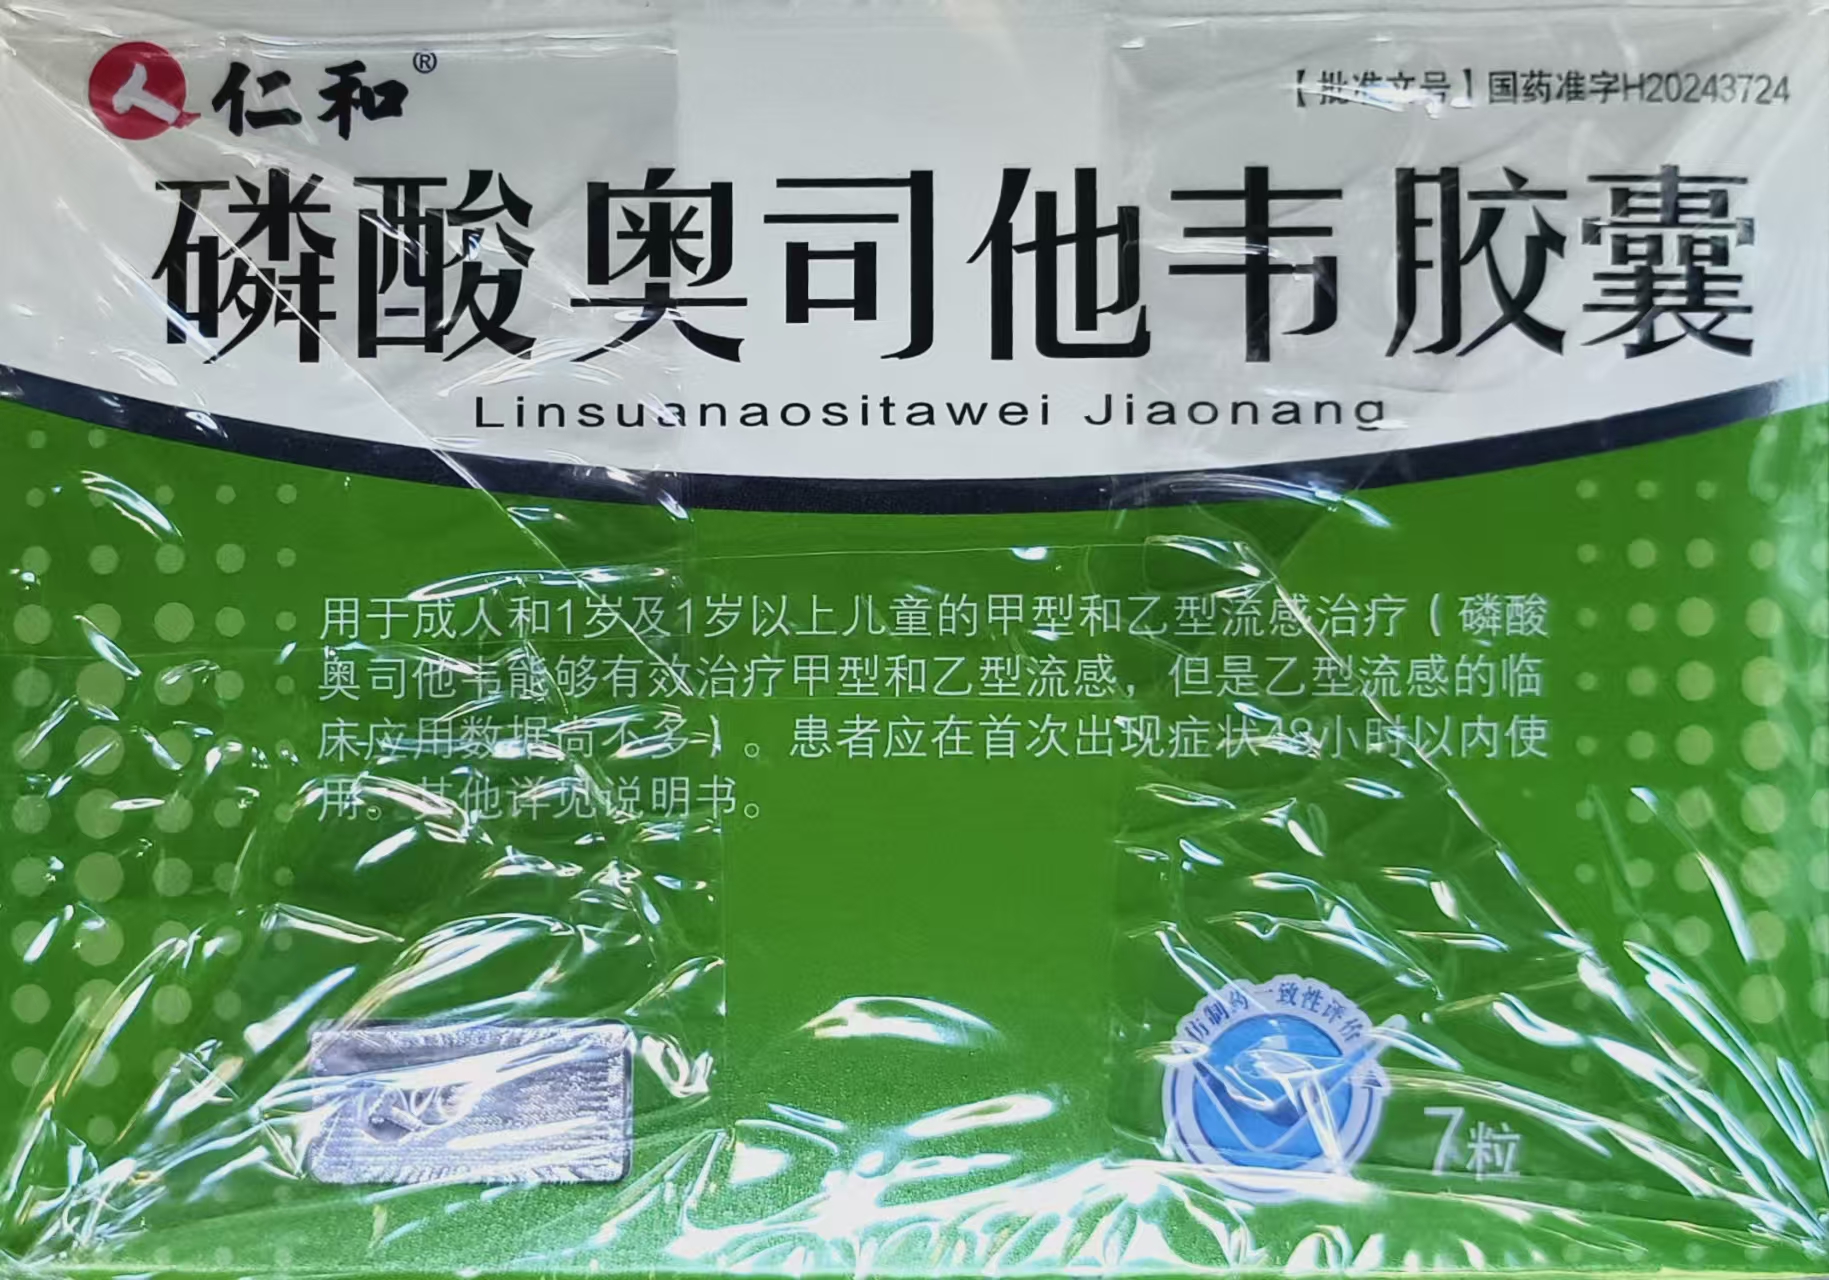 仁和®
【批准文号】国药准字H20243724
磷酸奥司他韦胶囊
Linsuanaositawei Jiaonang
用于成人和1岁及1岁以上儿童的甲型和乙型流感治疗（磷酸
奥司他韦能够有效治疗甲型和乙型流感，但是乙型流感的临
床应用数据尚不多）。患者应在首次出现症状48小时以内使
用。其他详见说明书。
仿制药一致性评价
7粒